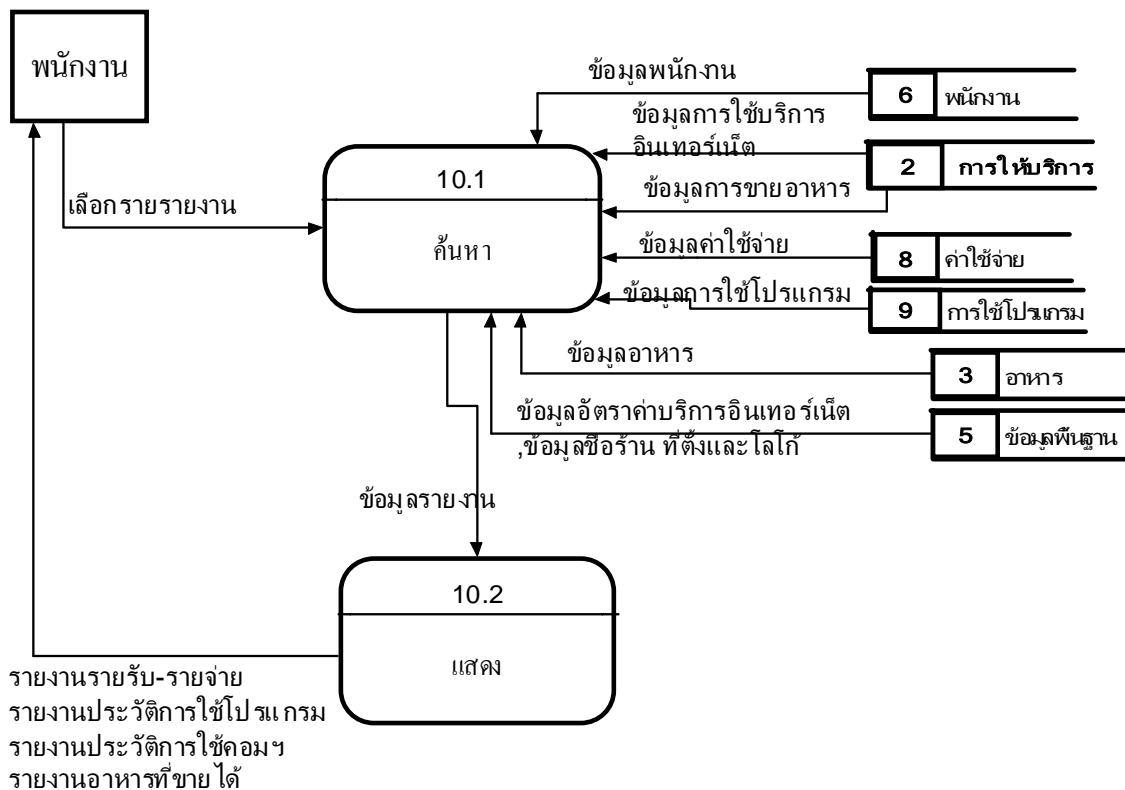 พนักงาน
ข้อมูลพนักงาน
6 พนักงาน
ข้อมูลการใช้บริการ
อินเทอร์เน็ต
2 การให้บริการ
10.1
ข้อมูลการขายอาหาร
เลือกรายรายงาน
ค้นหา
ข้อมูลค่าใช้จ่าย
8 ค่าใช้จ่าย
ข้อมูลการใช้โปรแกรม
9 การใช้โปรแกรม
ข้อมูลอาหาร
3 อาหาร
ข้อมูลอัตราค่าบริการอินเทอร์เน็ต
,ข้อมูลชื่อร้าน ที่ตั้งและโลโก้
5 ข้อมูลพื้นฐาน
ข้อมูลรายงาน
10.2
แสดง
รายงานรายรับ-รายจ่าย
รายงานประวัติการใช้โปรแกรม
รายงานประวัติการใช้คอมฯ
รายงานอาหารที่ขายได้